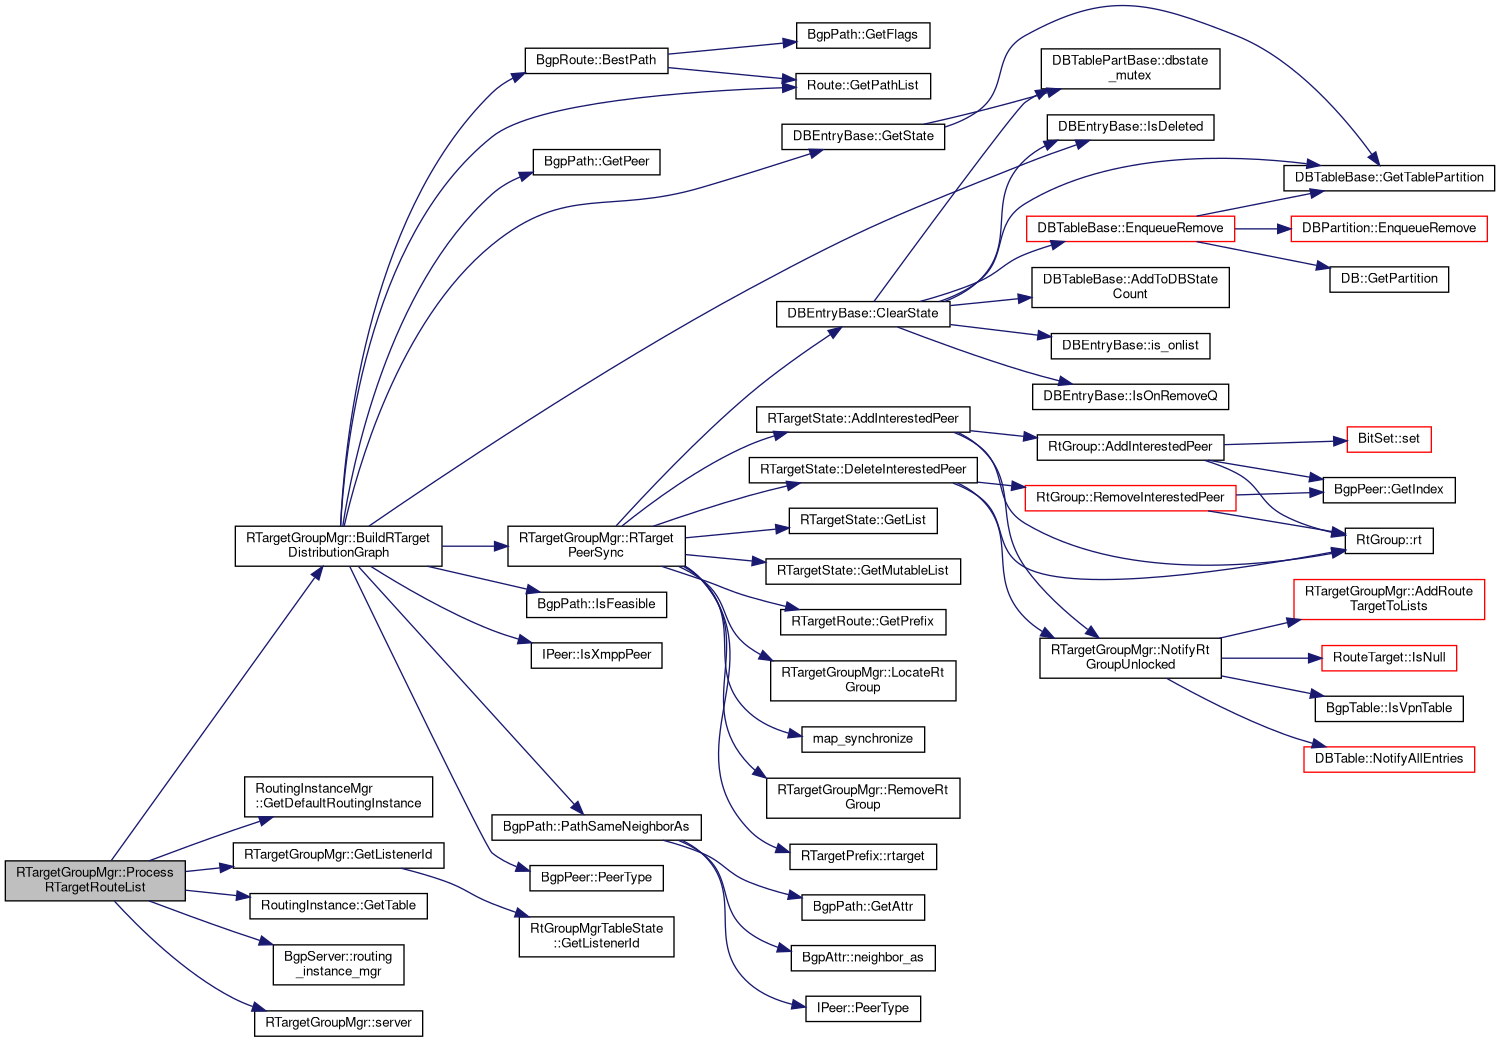 RTargetGroupMgr::Process
RTargetRouteList
RTargetGroupMgr::BuildRTarget
DistributionGraph
RoutingInstanceMgr
::GetDefaultRoutingInstance
RTargetGroupMgr::GetListenerId
RoutingInstance::GetTable
BgpServer::routing
_instance_mgr
RTargetGroupMgr::server
BgpRoute::BestPath
BgpPath::GetPeer
RTargetGroupMgr::RTarget
PeerSync
BgpPath::IsFeasible
IPeer::IsXmppPeer
BgpPath::PathSameNeighborAs
BgpPeer::PeerType
RtGroupMgrTableState
::GetListenerId
BgpPath::GetFlags
Route::GetPathList
DBEntryBase::GetState
DBEntryBase::ClearState
RTargetState::AddInterestedPeer
RTargetState::DeleteInterestedPeer
RTargetState::GetList
RTargetState::GetMutableList
RTargetRoute::GetPrefix
RTargetGroupMgr::LocateRt
Group
map_synchronize
RTargetGroupMgr::RemoveRt
Group
RTargetPrefix::rtarget
BgpPath::GetAttr
BgpAttr::neighbor_as
IPeer::PeerType
DBTablePartBase::dbstate
_mutex
DBEntryBase::IsDeleted
DBTableBase::EnqueueRemove
DBTableBase::AddToDBState
Count
DBEntryBase::is_onlist
DBEntryBase::IsOnRemoveQ
RtGroup::AddInterestedPeer
RtGroup::RemoveInterestedPeer
RTargetGroupMgr::NotifyRt
GroupUnlocked
DBTableBase::GetTablePartition
DBPartition::EnqueueRemove
DB::GetPartition
BitSet::set
BgpPeer::GetIndex
RtGroup::rt
RTargetGroupMgr::AddRoute
TargetToLists
RouteTarget::IsNull
BgpTable::IsVpnTable
DBTable::NotifyAllEntries